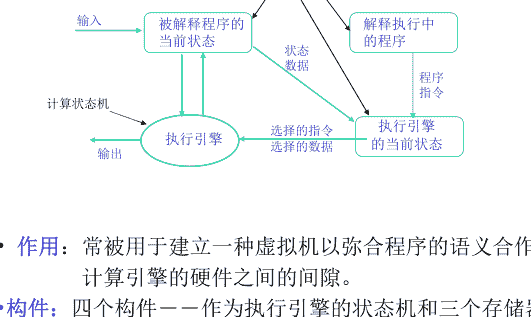 输入
被解释程序的
当前状态
解释执行中
的程序
状态
数据
程序
指令
计算状态机
执行引擎
选择的指令
选择的数据
执行引擎
的当前状态
输出
• 作用：常被用于建立一种虚拟机以弥合程序的语义合作
计算引擎的硬件之间的间隙。
•构件：四个构件－－作为执行引擎的状态机和三个存储器